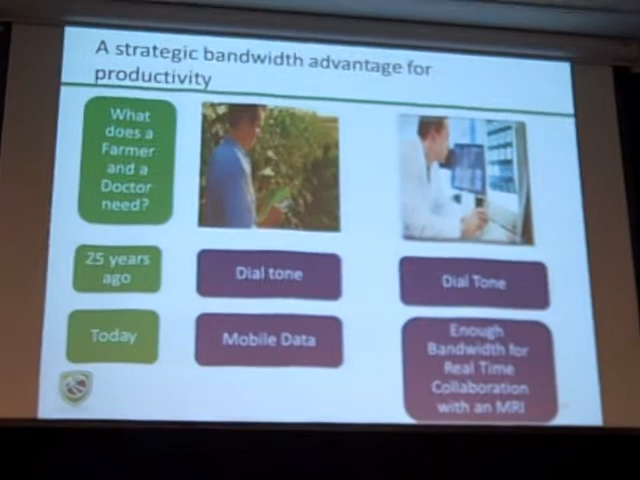 A strategic bandwidth advantage for
productivity
What
does a
Farmer
and a
Doctor
need?
25 years
ago
Dial tone
Dial Tone
Today
Mobile Data
Enough
Bandwidth for
Real Time
Collaboration
with an MRI